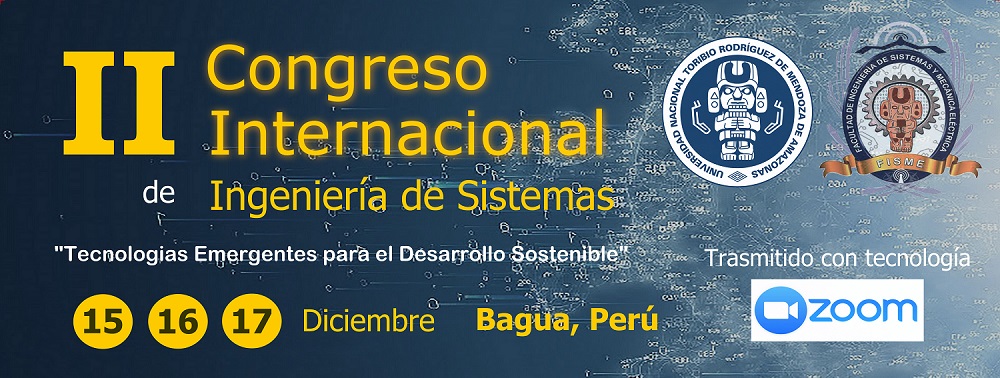 II Congreso
Internacional
de Ingeniería de Sistemas
"Tecnologias Emergentes para el Desarrollo Sostenible"
15 16 17 Diciembre Bagua, Perú
UNIVERSIDAD NACIONAL TORIBIO RODRÍGUEZ DE MENDOZA DE AMAZONAS
FACULTAD DE INGENIERÍA DE SISTEMAS Y MECÁNICA ELÉCTRICA
FISME
Trasmitido con tecnología
zoom